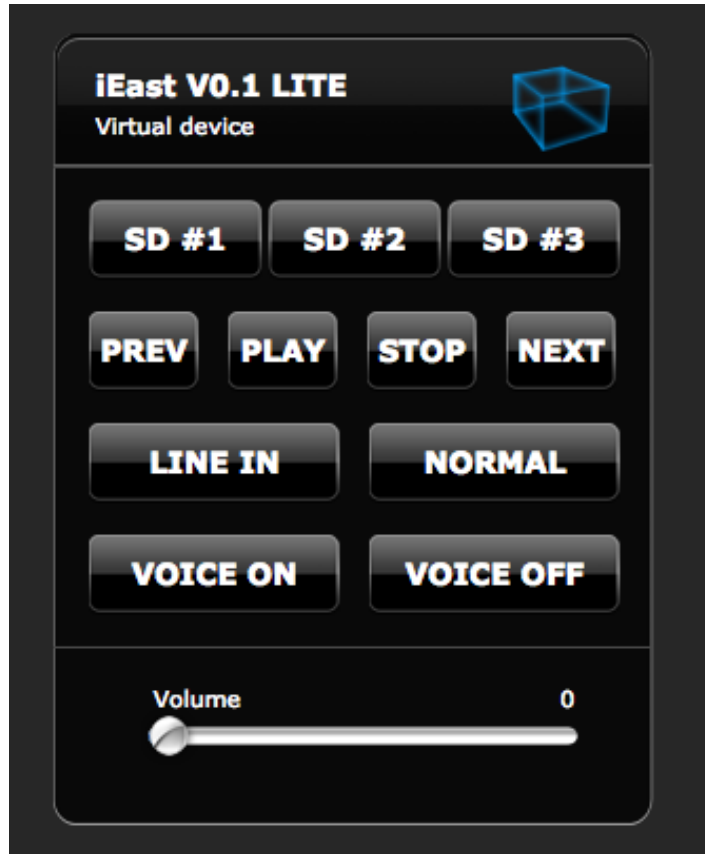 iEast V0.1 LITE
Virtual device
SD #1 SD #2 SD #3
PREV PLAY STOP NEXT
LINE IN NORMAL
VOICE ON VOICE OFF
Volume 0